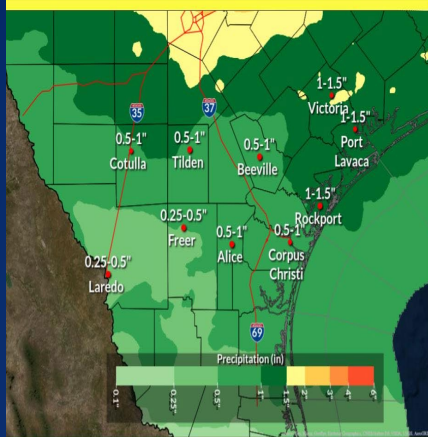 1-1.5"
Victoria
37
35
1-1.5"
Port
Lavaca
0.5-1"
Cotulla
0.5-1"
Tilden
0.5-1"
Beeville
1-1.5"
Rockport
0.25-0.5"
Freer
0.5-1"
Alice
0.5-1"
Corpus
Christi
0.25-0.5"
Laredo
69
Precipitation (in)
0.1"
0.25"
0.5"
1"
1.5"
2"
3"
4"
6"